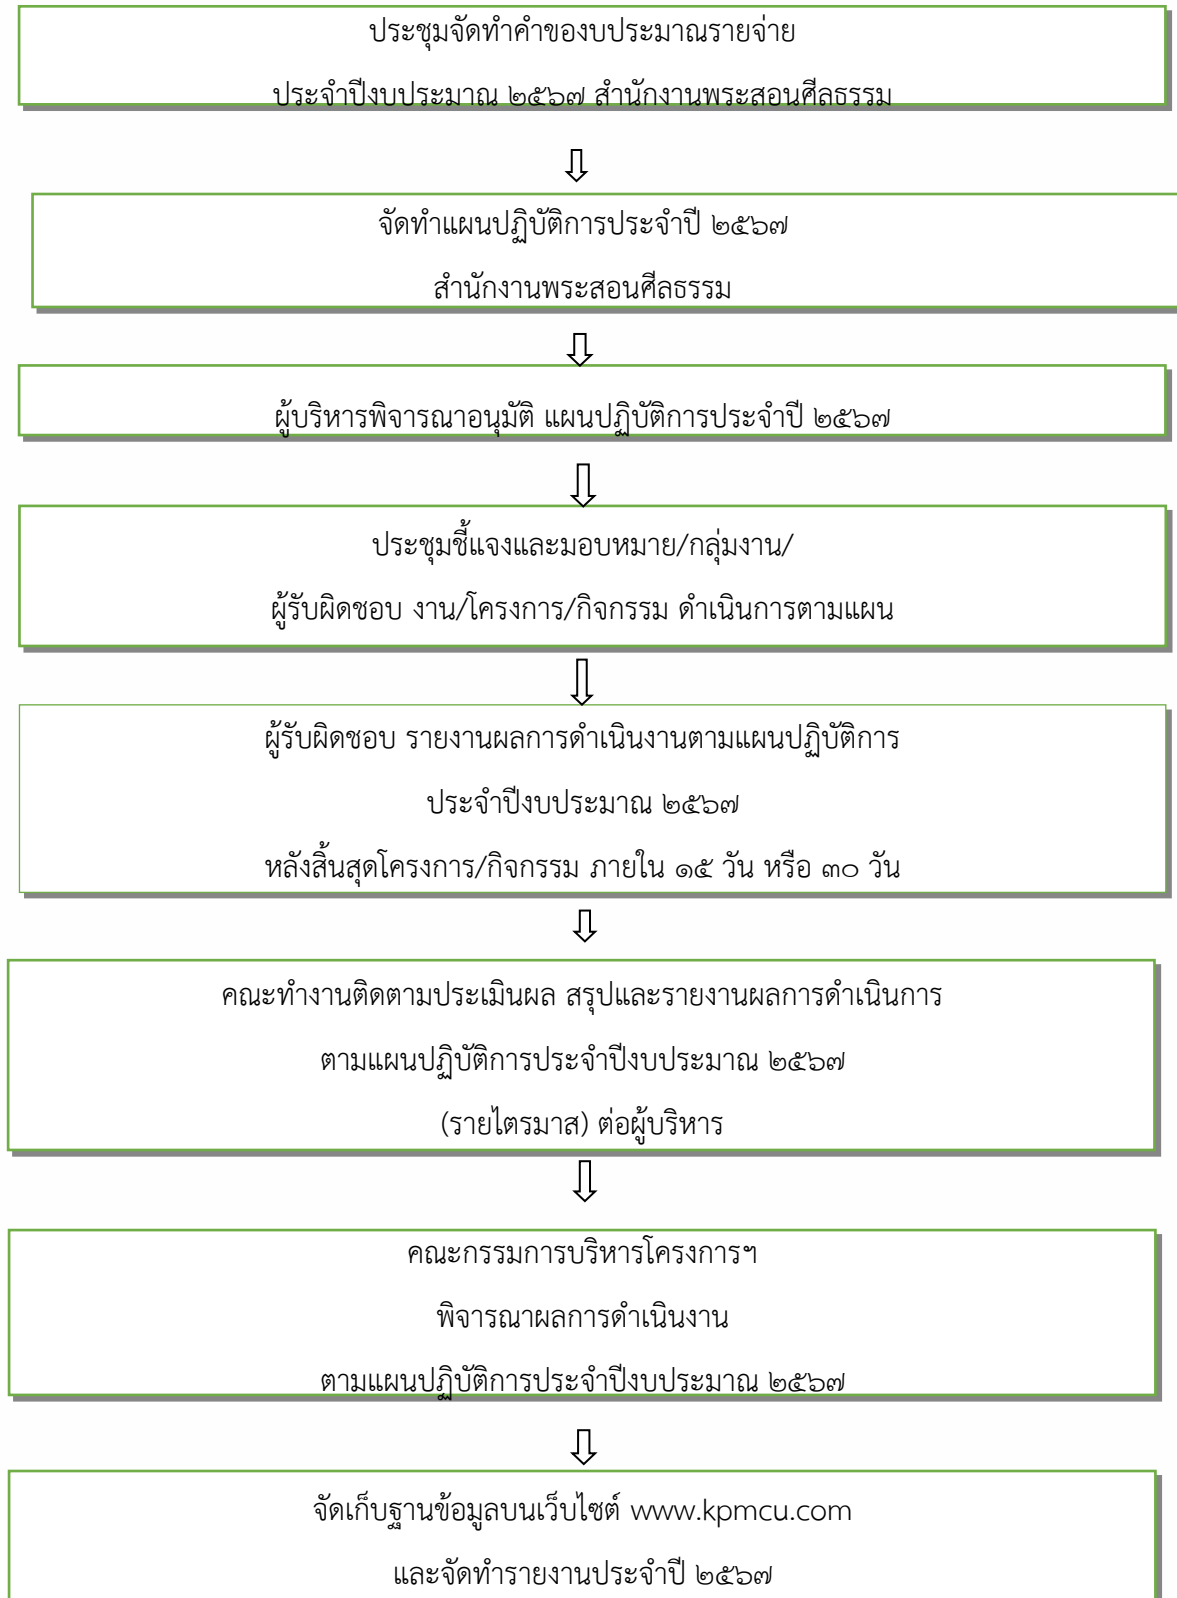 ประชุมจัดทำคำของบประมาณรายจ่าย
ประจำปีงบประมาณ ๒๕๖๗ สำนักงานพระสอนศีลธรรม
จัดทำแผนปฏิบัติการประจำปี ๒๕๖๗
สำนักงานพระสอนศีลธรรม
ผู้บริหารพิจารณาอนุมัติ แผนปฏิบัติการประจำปี ๒๕๖๗
ประชุมชี้แจงและมอบหมาย/กลุ่มงาน/
ผู้รับผิดชอบ งาน/โครงการ/กิจกรรม ดำเนินการตามแผน
ผู้รับผิดชอบ รายงานผลการดำเนินงานตามแผนปฏิบัติการ
ประจำปีงบประมาณ ๒๕๖๗
หลังสิ้นสุดโครงการ/กิจกรรม ภายใน ๑๕ วัน หรือ ๓๐ วัน
คณะทำงานติดตามประเมินผล สรุปและรายงานผลการดำเนินการ
ตามแผนปฏิบัติการประจำปีงบประมาณ ๒๕๖๗
(รายไตรมาส) ต่อผู้บริหาร
คณะกรรมการบริหารโครงการฯ
พิจารณาผลการดำเนินงาน
ตามแผนปฏิบัติการประจำปีงบประมาณ ๒๕๖๗
จัดเก็บฐานข้อมูลบนเว็บไซต์ www.kpmcu.com
และจัดทำรายงานประจำปี ๒๕๖๗